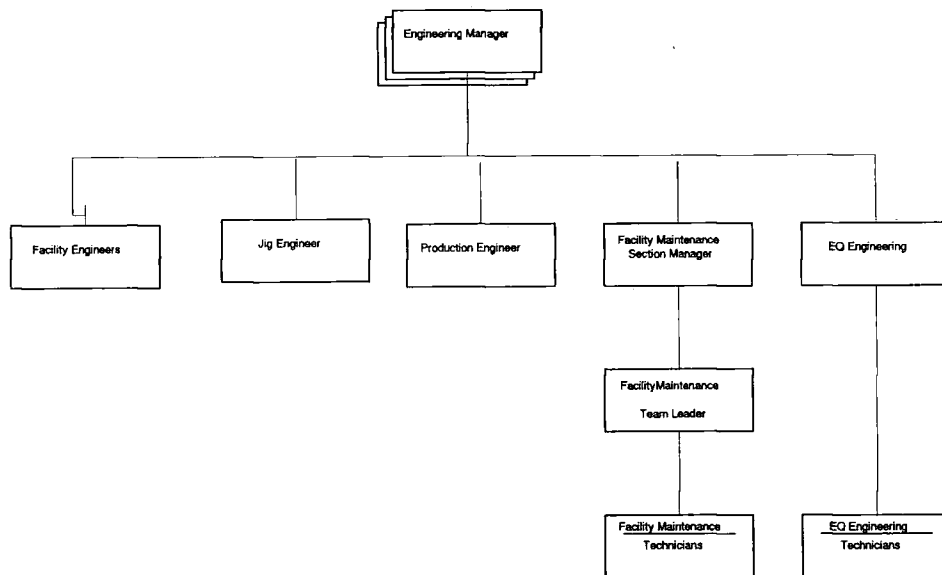 Engineering Manager
Facility Engineers
Jig Engineer
Production Engineer
Facility Maintenance
Section Manager
EQ Engineering
FacilityMaintenance
Team Leader
Facility Maintenance
Technicians
EQ Engineering
Technicians